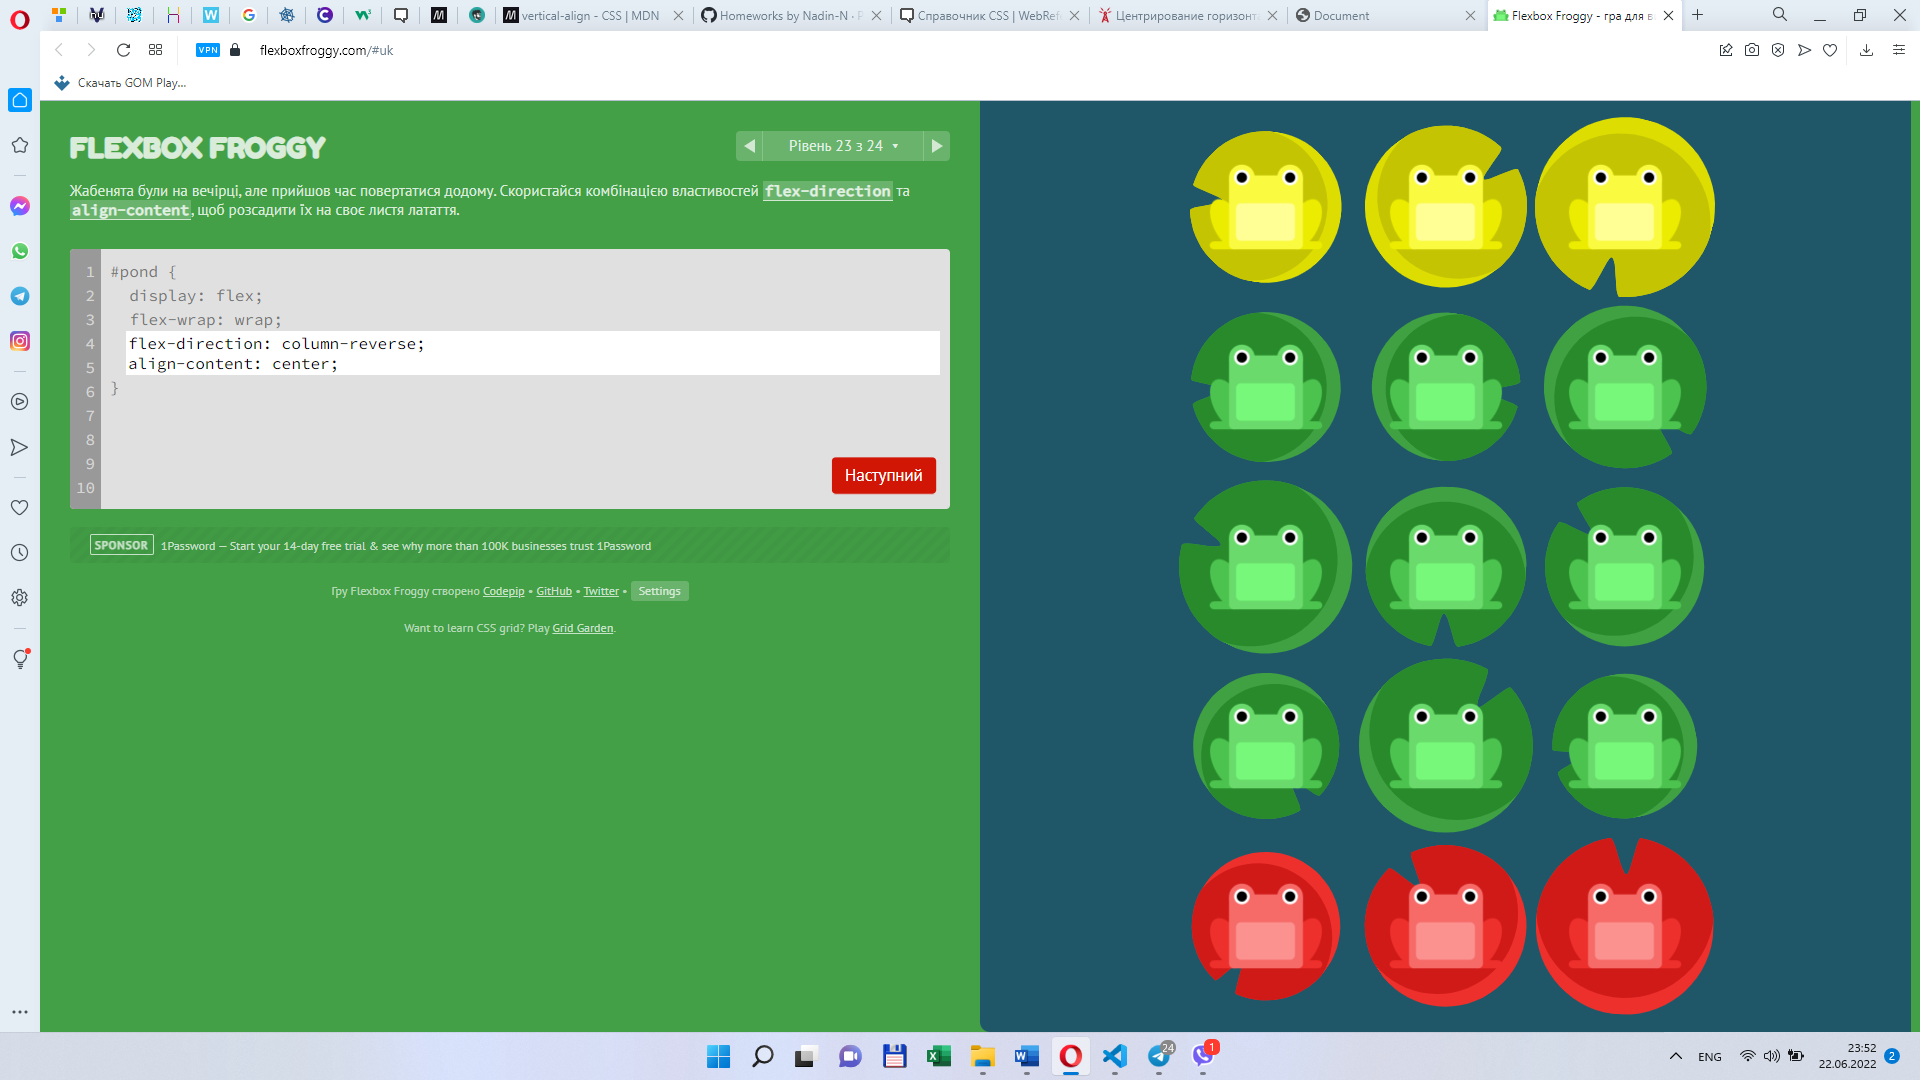 vertical-align - CSS | MDN
Homeworks by Nadin-N · P
Справочник CSS | WebRef
Центрирование горизонт
Document
Flexbox Froggy - гра для в
VPN
flexboxfroggy.com/#uk
Скачать GOM Play...
FLEXBOX FROGGY
Рівень 23 з 24
Жабенята були на вечірці, але прийшов час повертатися додому. Скористайся комбінацією властивостей flex-direction та
align-content, щоб розсадити їх на своє листя латаття.
1 #pond {
2 display: flex;
3 flex-wrap: wrap;
4 flex-direction: column-reverse;
5 align-content: center;
6 }
7
8
9
10
Наступний
SPONSOR 1Password — Start your 14-day free trial & see why more than 100K businesses trust 1Password
Гру Flexbox Froggy створено Codepip • GitHub • Twitter • Settings
Want to learn CSS grid? Play Grid Garden.
24
1
ENG
23:52
22.06.2022
2